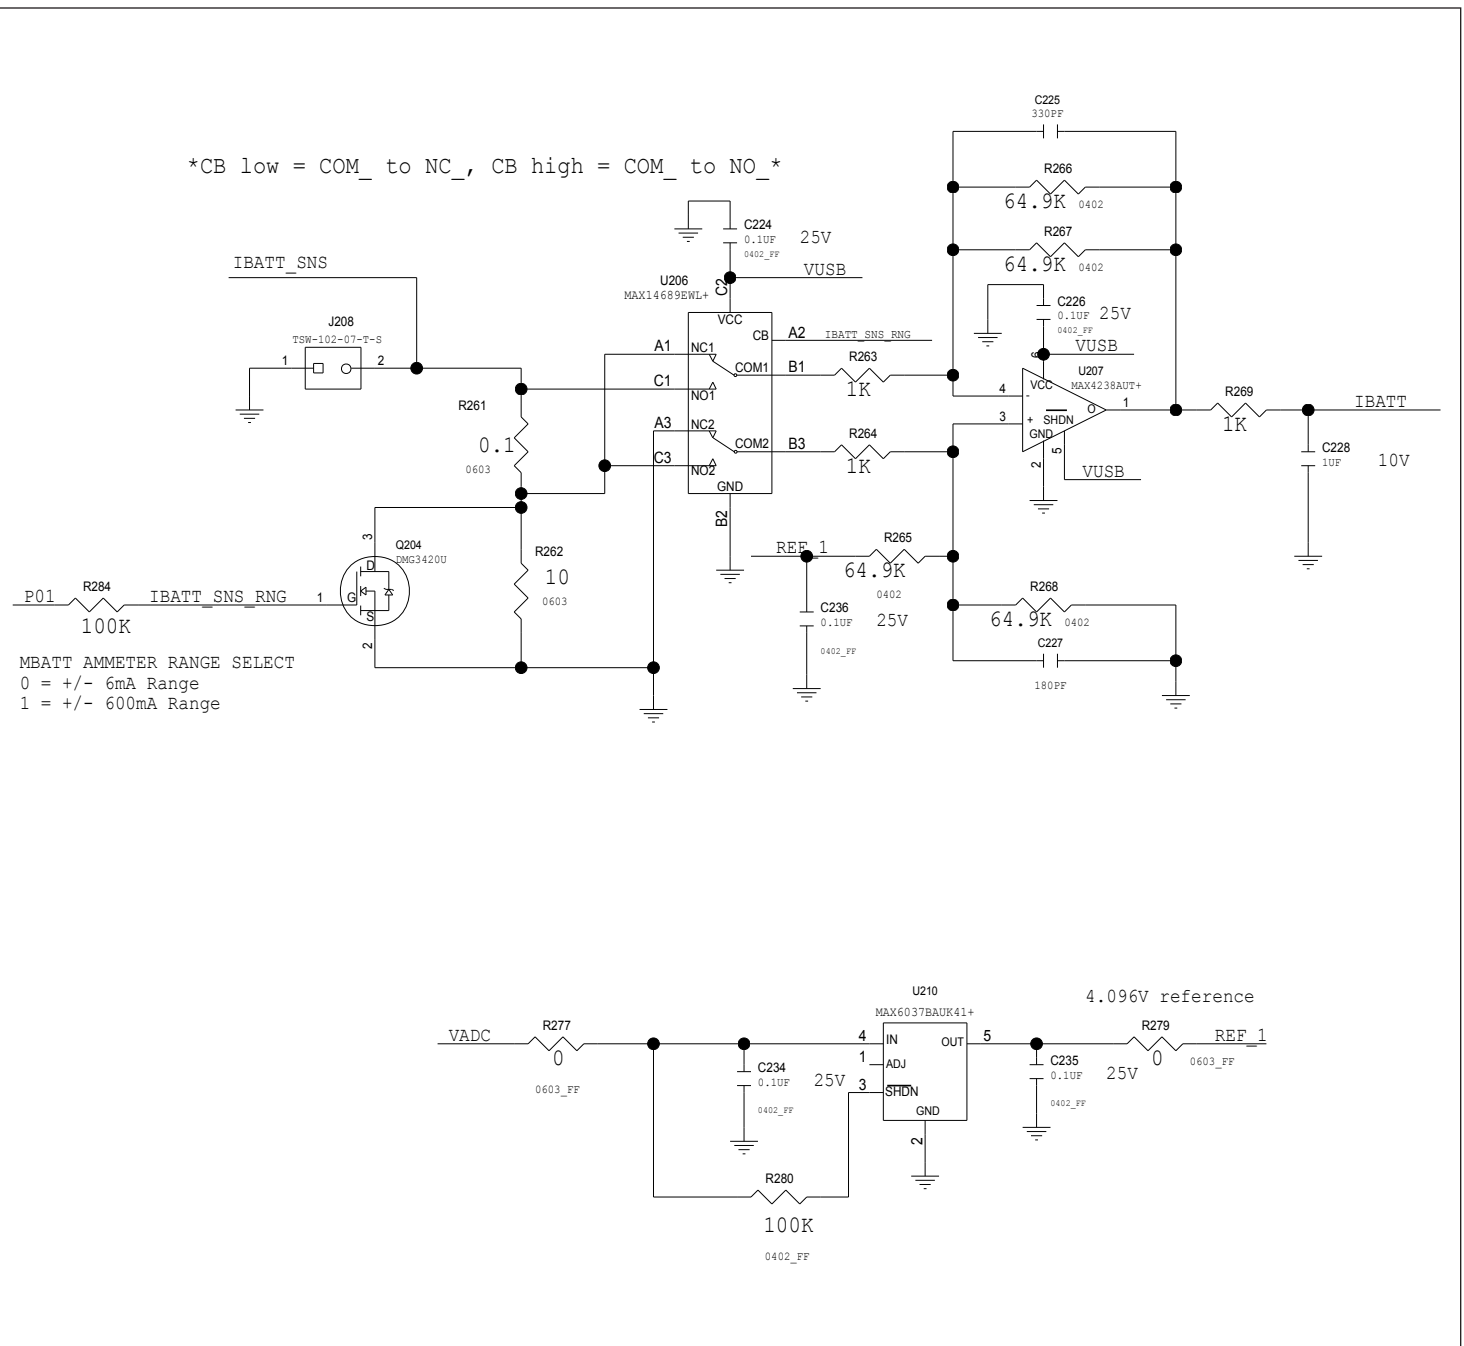 C225
330PF
*CB low = COM_ to NC_, CB high = COM_ to NO_*
R266
64.9K 0402
C224
0.1UF 25V
0402_FF
R267
64.9K 0402
IBATT_SNS
VUSB
U206
MAX14689EWL+
C2
C226
0.1UF 25V
0402_FF
J208
TSW-102-07-T-S
1
2
VCC
CB
A2
IBATT_SNS_RNG
A1
NC1
COM1
B1
R263
1K
C1
NO1
A3
NC2
COM2
B3
R264
1K
C3
NO2
GND
B2
R261
0.1
0603
6
VUSB
U207
MAX4238AUT+
VCC
4
-
3
+
O
1
SHDN
GND
2
5
VUSB
R269
1K
IBATT
C228
1UF
10V
3
Q204
DMG3420U
D
G
S
2
R262
10
0603
P01
R284
100K
IBATT_SNS_RNG
1
MBATT AMMETER RANGE SELECT
0 = +/- 6mA Range
1 = +/- 600mA Range
REF_1
R265
64.9K
0402
C236
0.1UF
25V
0402_FF
R268
64.9K 0402
C227
180PF
U210
MAX6037BAUK41+
4.096V reference
VADC
R277
0
0603_FF
4
IN
OUT
5
1
ADJ
3
SHDN
GND
2
C234
0.1UF
25V
0402_FF
C235
0.1UF
25V
0402_FF
R279
0
0603_FF
REF_1
R280
100K
0402_FF